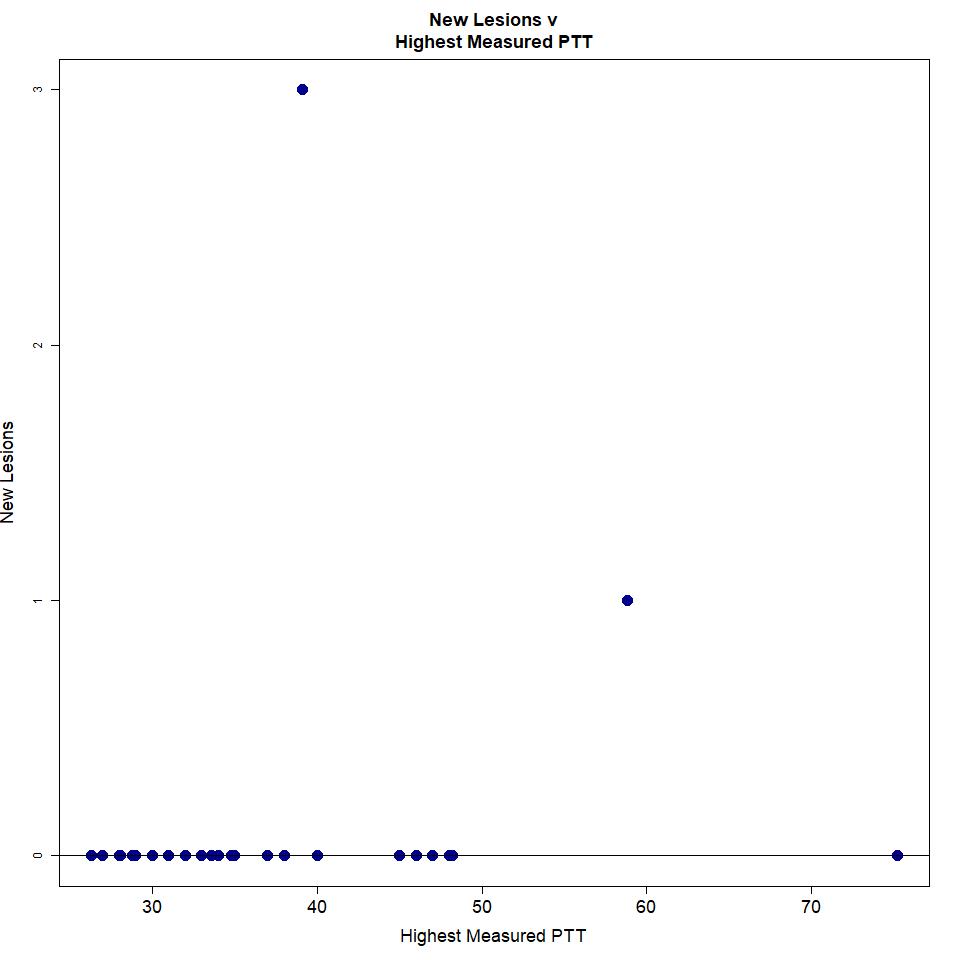 New Lesions v
Highest Measured PTT
3
2
1
0
New Lesions
30 40 50 60 70
Highest Measured PTT